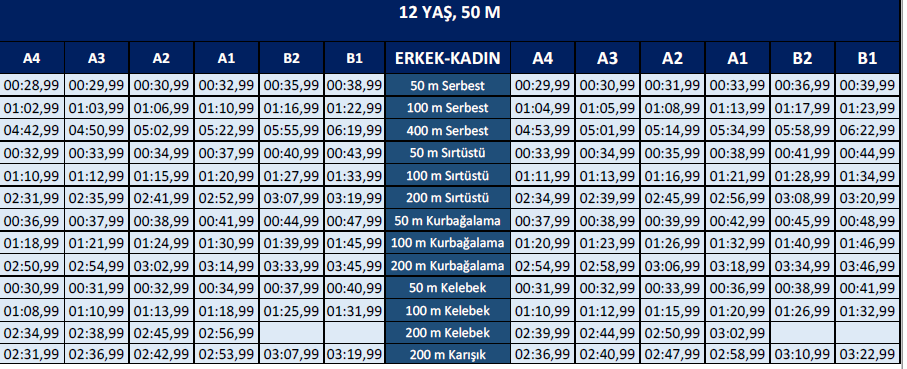 12 YAŞ, 50 M
A4 A3 A2 A1 B2 B1 ERKEK-KADIN A4 A3 A2 A1 B2 B1
00:28,99 00:29,99 00:30,99 00:32,99 00:35,99 00:38,99 50 m Serbest 00:29,99 00:30,99 00:31,99 00:33,99 00:36,99 00:39,99
01:02,99 01:03,99 01:06,99 01:10,99 01:16,99 01:22,99 100 m Serbest 01:04,99 01:05,99 01:08,99 01:13,99 01:17,99 01:23,99
04:42,99 04:50,99 05:02,99 05:22,99 05:55,99 06:19,99 400 m Serbest 04:53,99 05:01,99 05:14,99 05:34,99 05:58,99 06:22,99
00:32,99 00:33,99 00:34,99 00:37,99 00:40,99 00:43,99 50 m Sırtüstü 00:33,99 00:34,99 00:35,99 00:38,99 00:41,99 00:44,99
01:10,99 01:12,99 01:15,99 01:20,99 01:27,99 01:33,99 100 m Sırtüstü 01:11,99 01:13,99 01:16,99 01:21,99 01:28,99 01:34,99
02:31,99 02:35,99 02:41,99 02:52,99 03:07,99 03:19,99 200 m Sırtüstü 02:34,99 02:39,99 02:45,99 02:56,99 03:08,99 03:20,99
00:36,99 00:37,99 00:38,99 00:41,99 00:44,99 00:47,99 50 m Kurbağalama 00:37,99 00:38,99 00:39,99 00:42,99 00:45,99 00:48,99
01:18,99 01:21,99 01:24,99 01:30,99 01:39,99 01:45,99 100 m Kurbağalama 01:20,99 01:23,99 01:26,99 01:32,99 01:40,99 01:46,99
02:50,99 02:54,99 03:02,99 03:14,99 03:33,99 03:45,99 200 m Kurbağalama 02:54,99 02:58,99 03:06,99 03:18,99 03:34,99 03:46,99
00:30,99 00:31,99 00:32,99 00:34,99 00:37,99 00:40,99 50 m Kelebek 00:31,99 00:32,99 00:33,99 00:36,99 00:38,99 00:41,99
01:08,99 01:10,99 01:13,99 01:18,99 01:25,99 01:31,99 100 m Kelebek 01:10,99 01:12,99 01:15,99 01:20,99 01:26,99 01:32,99
02:34,99 02:38,99 02:45,99 02:56,99 200 m Kelebek 02:39,99 02:44,99 02:50,99 03:02,99
02:31,99 02:36,99 02:42,99 02:53,99 03:07,99 03:19,99 200 m Karışık 02:36,99 02:40,99 02:47,99 02:58,99 03:10,99 03:22,99